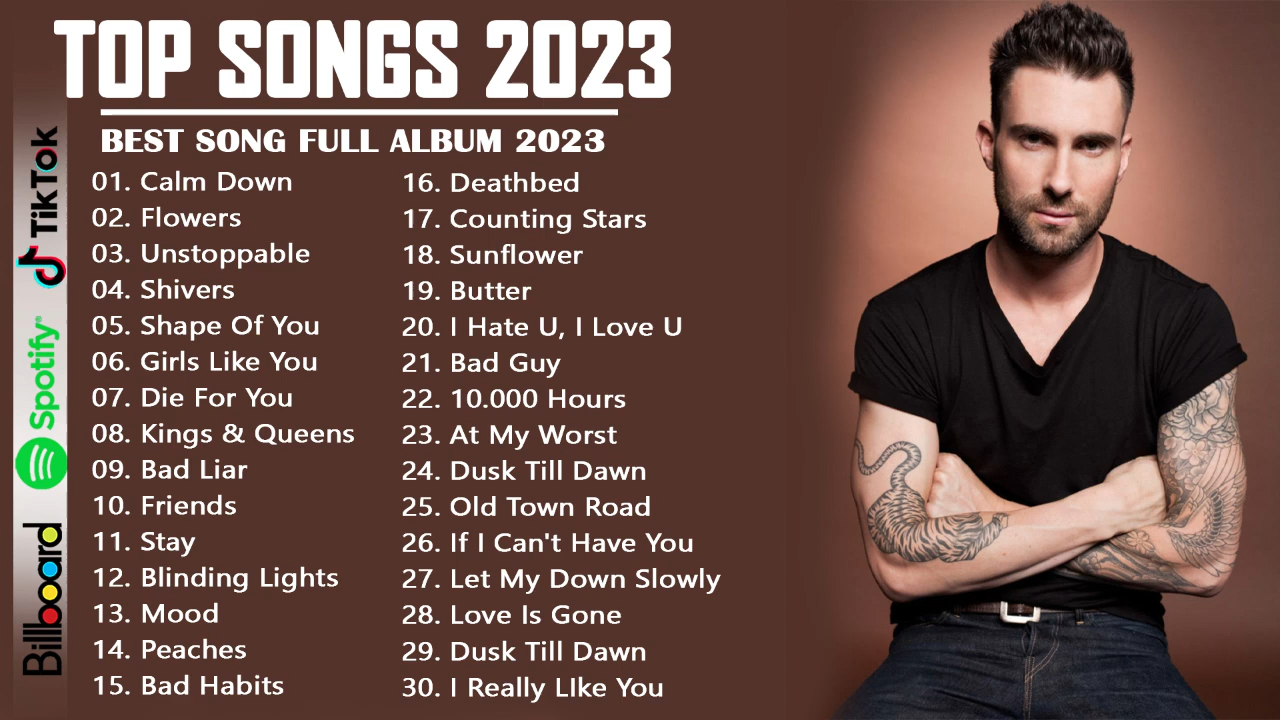 TOP SONGS 2023
BEST SONG FULL ALBUM 2023
01. Calm Down
02. Flowers
03. Unstoppable
04. Shivers
05. Shape Of You
06. Girls Like You
07. Die For You
08. Kings & Queens
09. Bad Liar
10. Friends
11. Stay
12. Blinding Lights
13. Mood
14. Peaches
15. Bad Habits
16. Deathbed
17. Counting Stars
18. Sunflower
19. Butter
20. I Hate U, I Love U
21. Bad Guy
22. 10.000 Hours
23. At My Worst
24. Dusk Till Dawn
25. Old Town Road
26. If I Can't Have You
27. Let My Down Slowly
28. Love Is Gone
29. Dusk Till Dawn
30. I Really LIke You
TikTok
Spotify®
Billboard